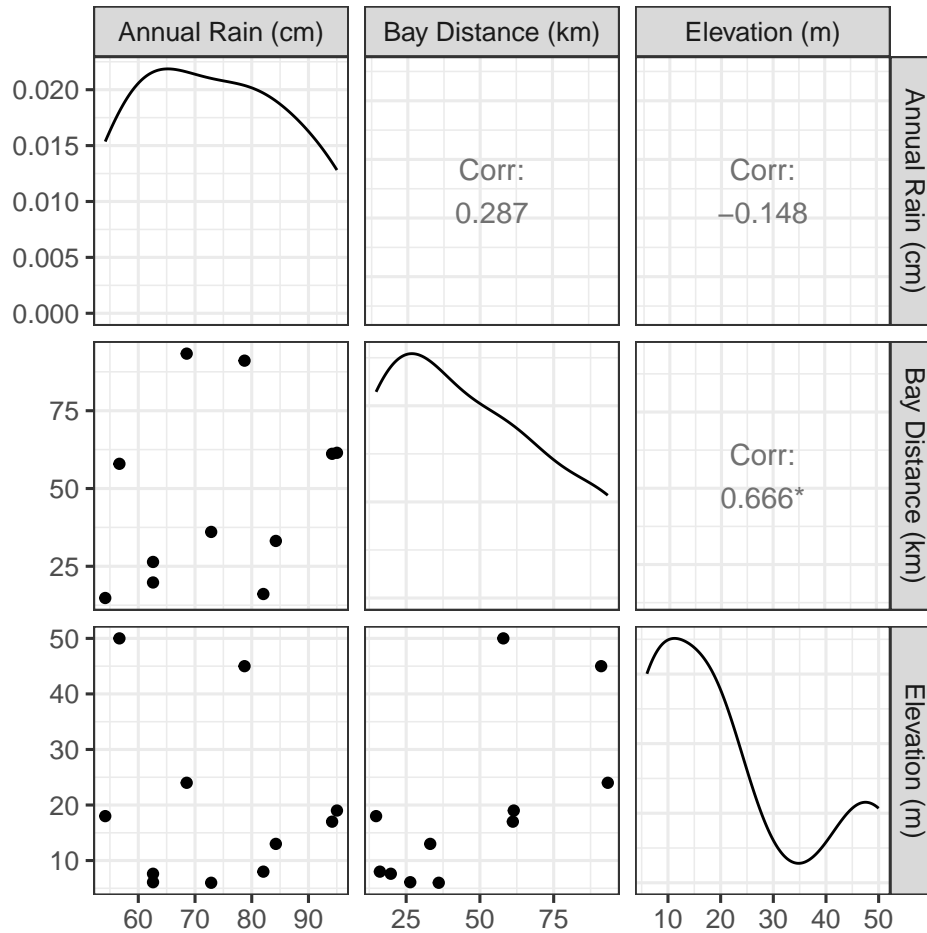 Annual Rain (cm)
Bay Distance (km)
Elevation (m)
0.020
0.015
0.010
0.005
0.000
Corr:
0.287
Corr:
−0.148
Annual Rain (cm)
75
50
25
Corr:
0.666*
Bay Distance (km)
50
40
30
20
10
Elevation (m)
60 70 80 90
25 50 75
10 20 30 40 50